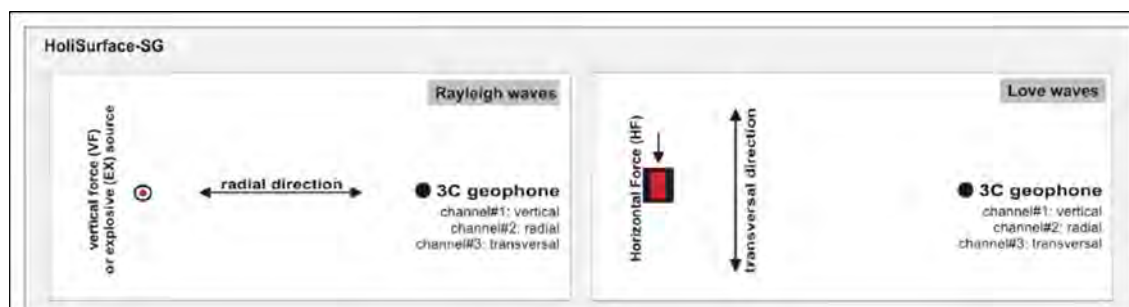 HoliSurface-SG
Rayleigh waves
vertical force (VF)
or explosive (EX) source
radial direction
3C geophone
channel#1: vertical
channel#2: radial
channel#3: transversal
Love waves
Horizontal Force (HF)
transversal direction
3C geophone
channel#1: vertical
channel#2: radial
channel#3: transversal